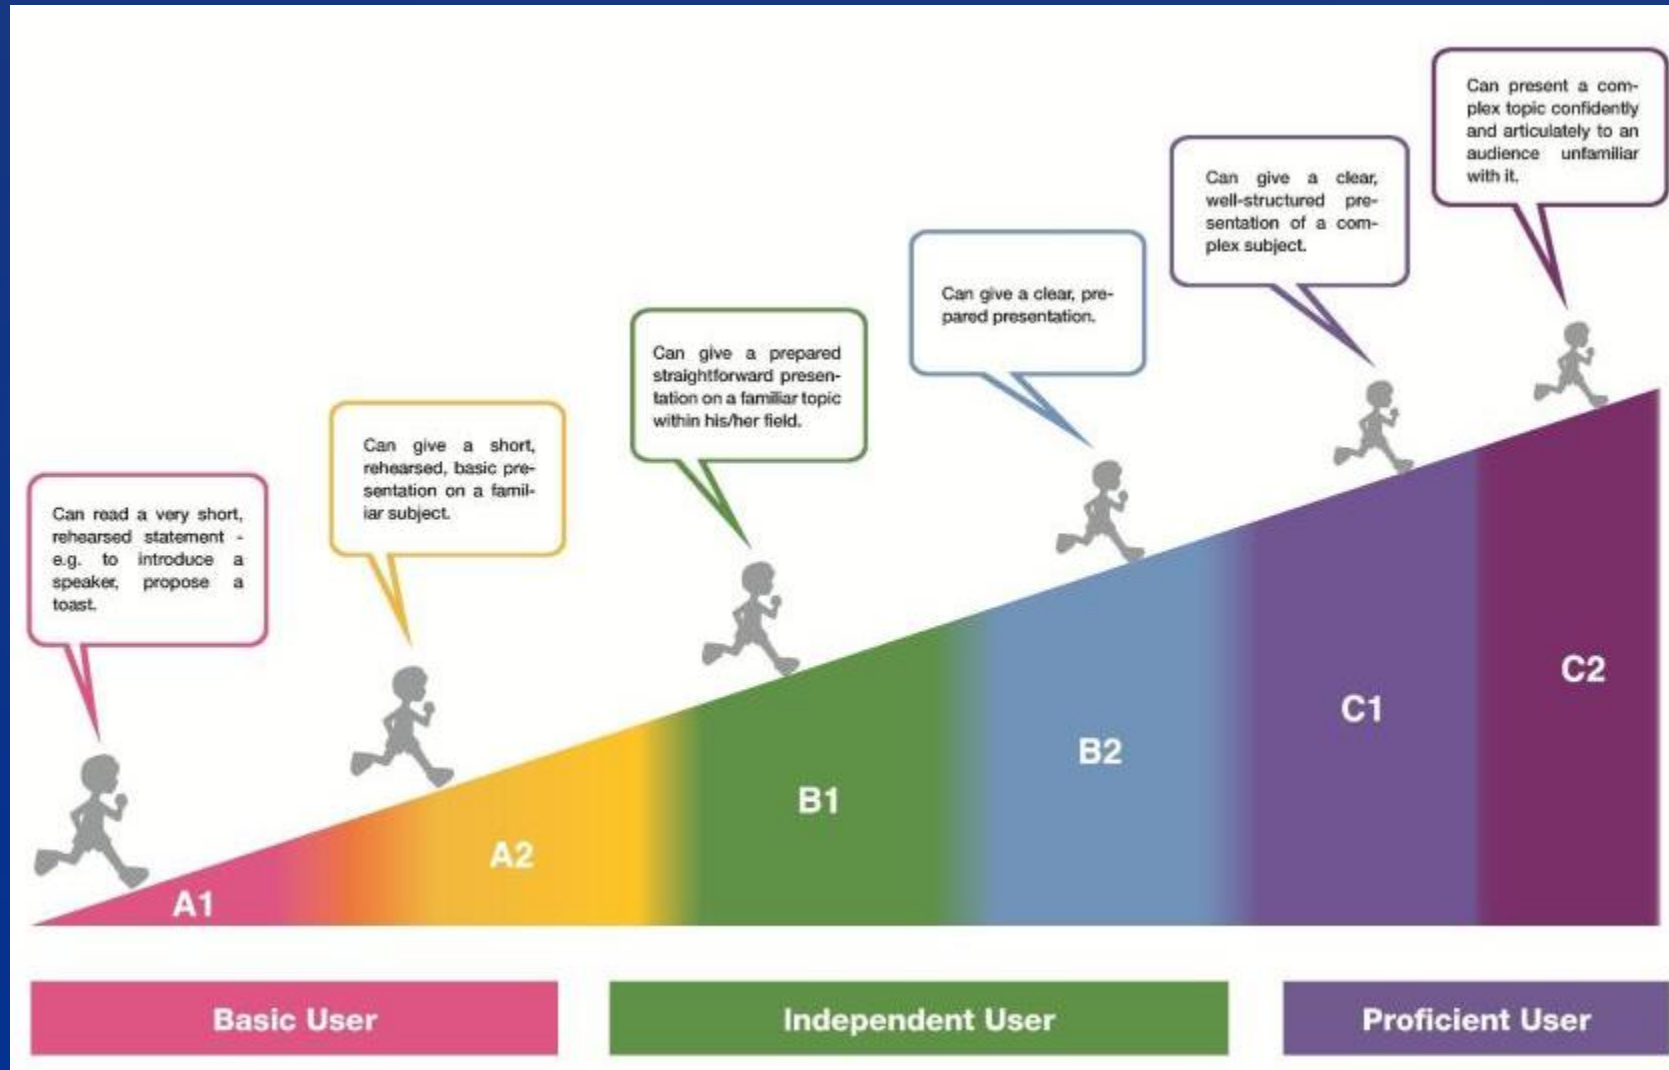 Can read a very short,
rehearsed statement -
e.g. to introduce a
speaker, propose a
toast.
Can give a short,
rehearsed, basic pre-
sentation on a famil-
iar subject.
Can give a prepared
straightforward presen-
tation on a familiar topic
within his/her field.
Can give a clear, pre-
pared presentation.
Can give a clear,
well-structured pre-
sentation of a com-
plex subject.
Can present a com-
plex topic confidently
and articulately to an
audience unfamiliar
with it.
A1
A2
B1
B2
C1
C2
Basic User
Independent User
Proficient User